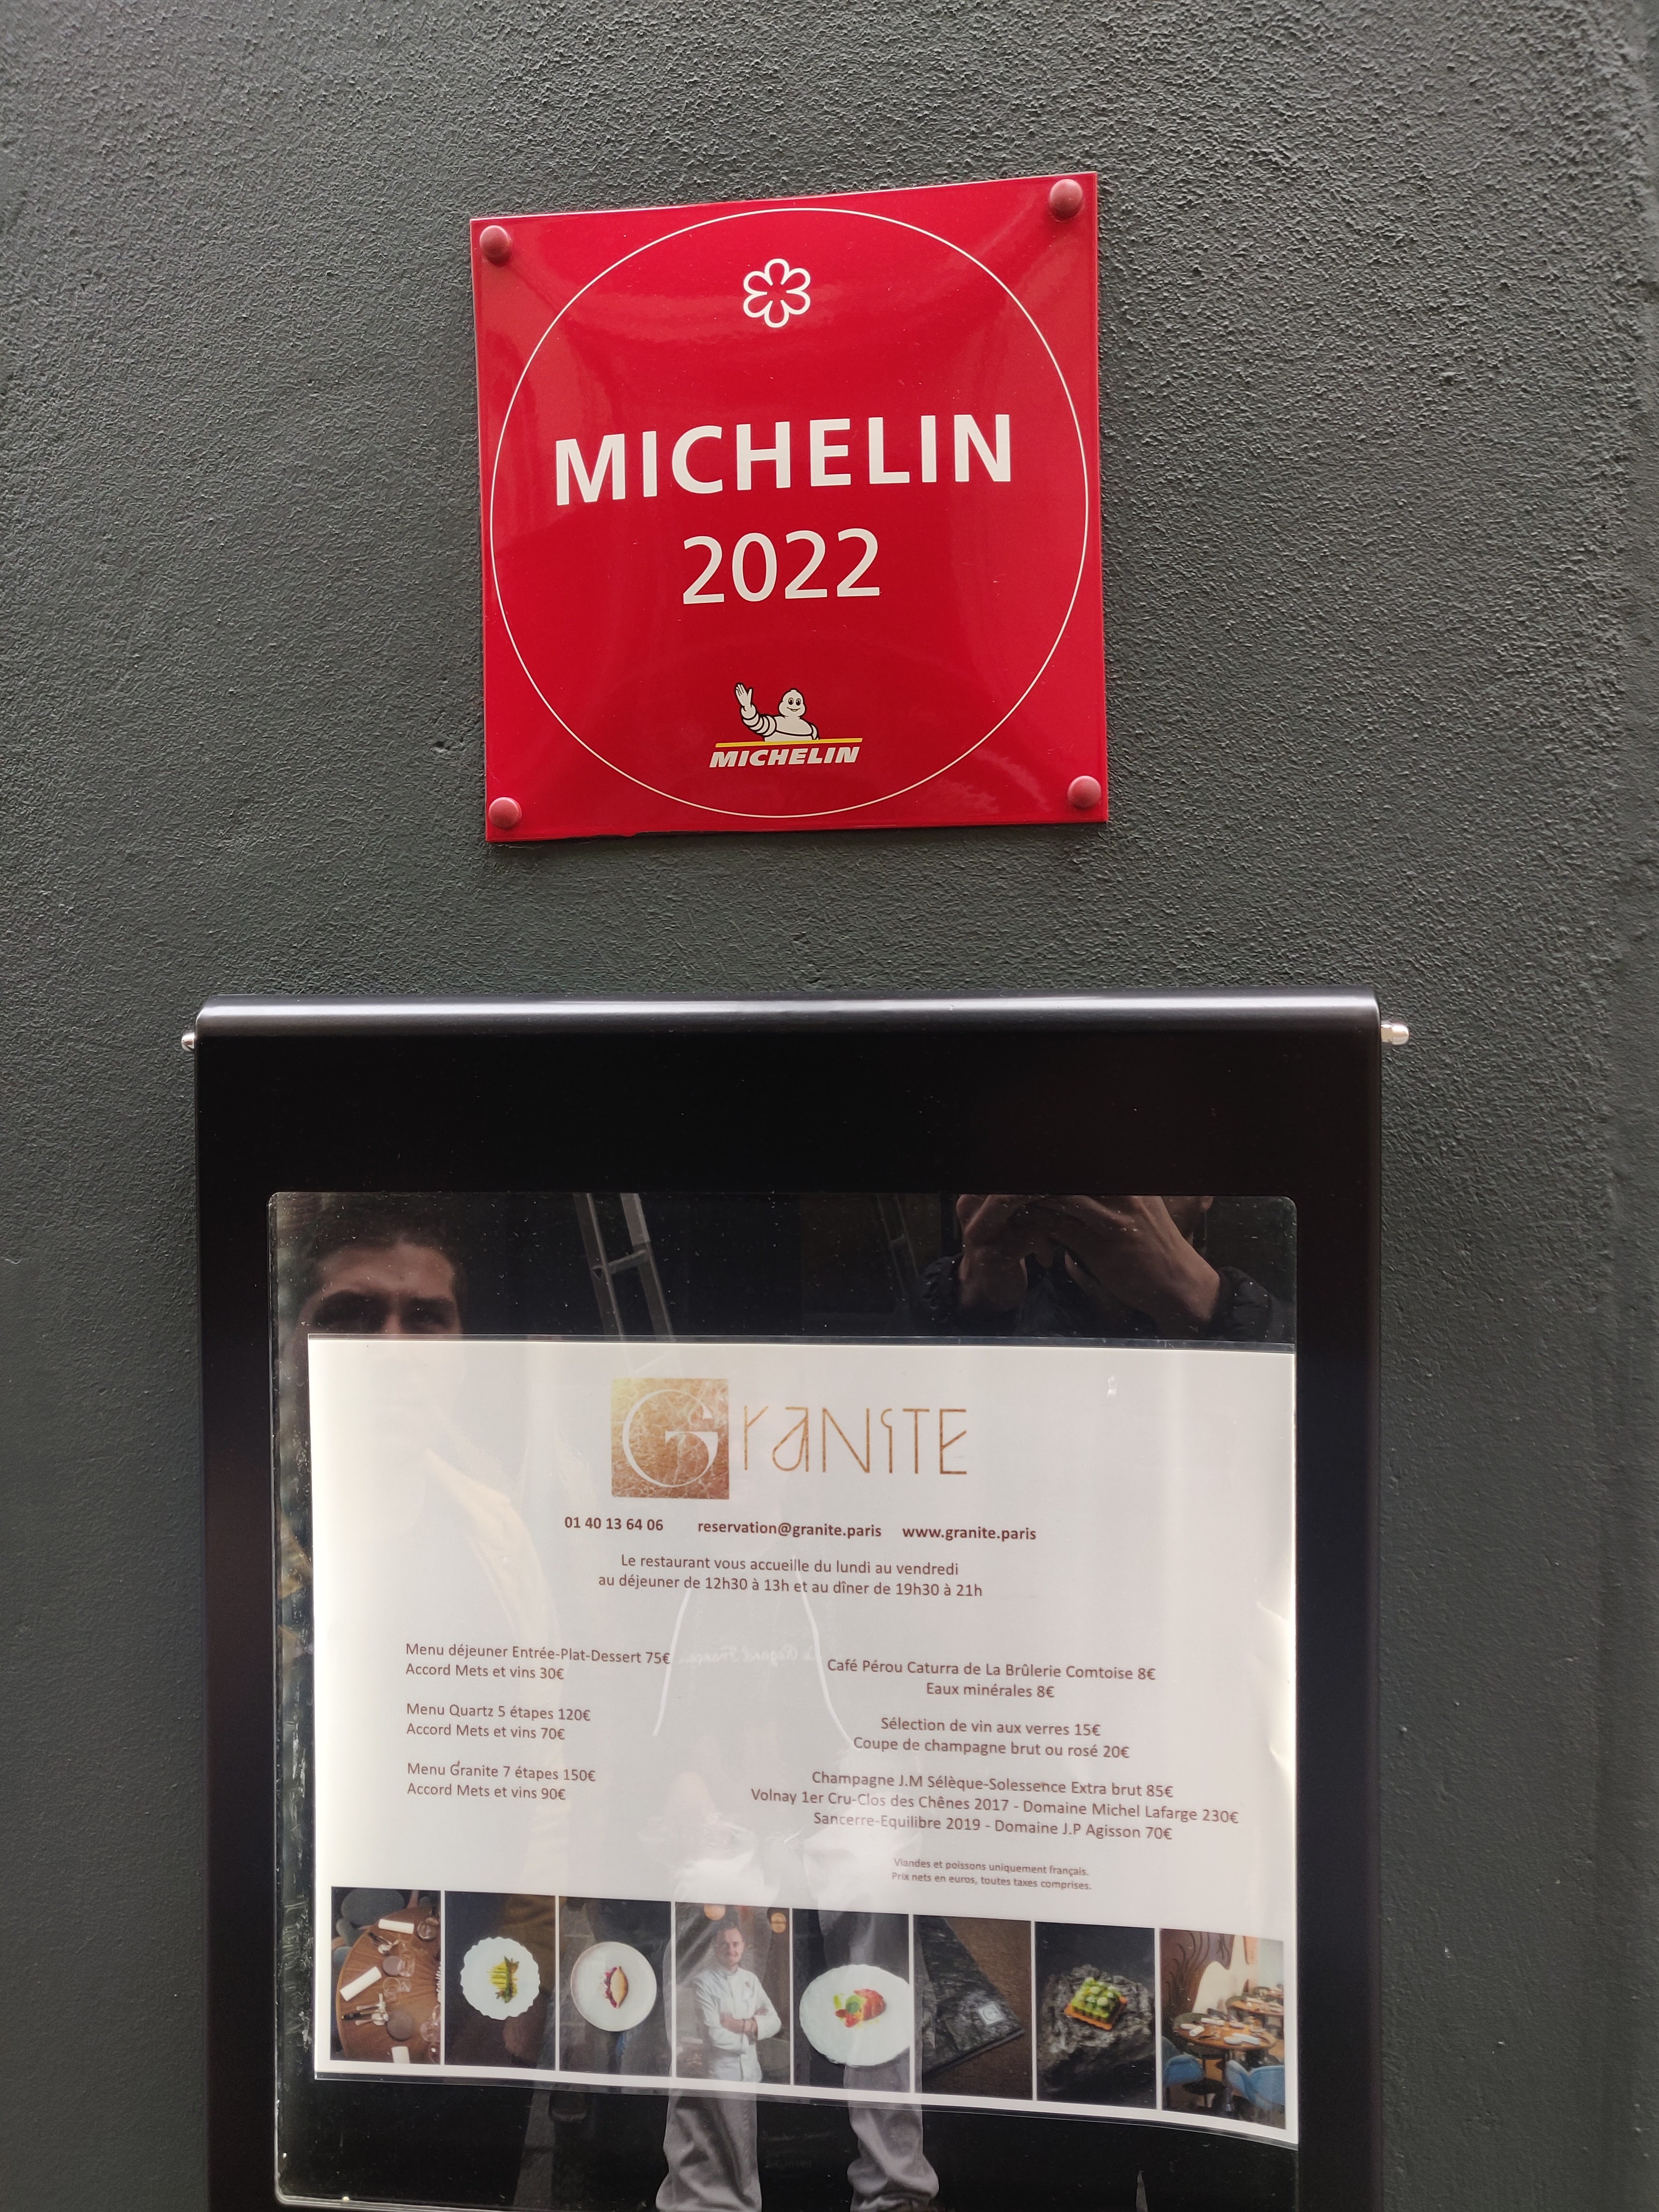 MICHELIN
2022
MICHELIN
GRANITE
01 40 13 64 06 reservation@granite.paris www.granite.paris
Le restaurant vous accueille du lundi au vendredi
au déjeuner de 12h30 à 13h et au dîner de 19h30 à 21h
Menu déjeuner Entrée-Plat-Dessert 75€
Accord Mets et vins 30€
Menu Quartz 5 étapes 120€
Accord Mets et vins 70€
Menu Granite 7 étapes 150€
Accord Mets et vins 90€
Café Pérou Caturra de La Brûlerie Comtoise 8€
Eaux minérales 8€
Sélection de vin aux verres 15€
Coupe de champagne brut ou rosé 20€
Champagne J.M Sélèque-Solessence Extra brut 85€
Volnay 1er Cru-Clos des Chênes 2017 - Domaine Michel Lafarge 230€
Sancerre-Equilibre 2019 - Domaine J.P Agisson 70€
Viandes et poissons uniquement français.
Prix nets en euros, toutes taxes comprises.